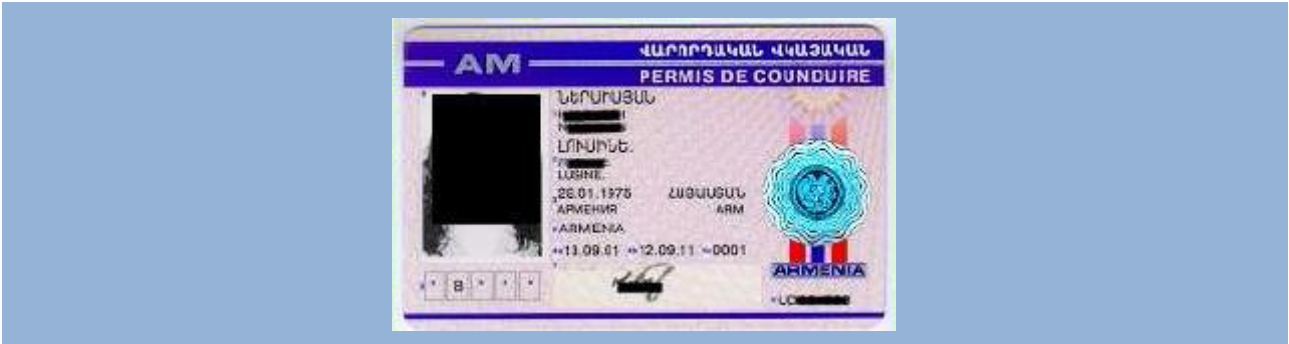 AM
ՎԱՐՈՐԴԱԿԱՆ ՎԿԱՅԱԿԱՆ
PERMIS DE COUNDUIRE
ՆԵՐՍԻՍՅԱՆ
ԼՈՒՍԻՆԵ.
LUSINE.
28.01.1975 ՀԱՅԱՍՏԱՆ
АРМЕНИЯ ARM
ARMENIA
13.09.01 12.09.11 0001
ARMENIA
* B * * *